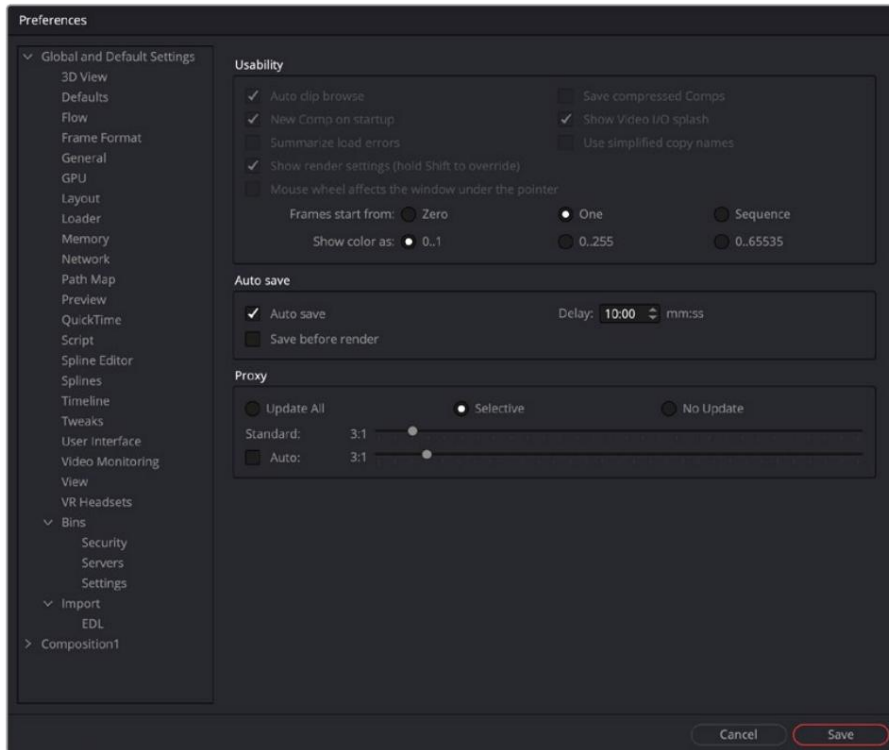 Preferences
Global and Default Settings
3D View
Defaults
Flow
Frame Format
General
GPU
Layout
Loader
Memory
Network
Path Map
Preview
QuickTime
Script
Spline Editor
Splines
Timeline
Tweaks
User Interface
Video Monitoring
View
VR Headsets
Bins
Security
Servers
Settings
Import
EDL
Composition1
Usability
Auto clip browse Save compressed Comps
New Comp on startup Show Video I/O splash
Summarize load errors Use simplified copy names
Show render settings (hold Shift to override)
Mouse wheel affects the window under the pointer
Frames start from: Zero One Sequence
Show color as: 0..1 0..255 0..65535
Auto save
Auto save Delay: 10:00 mm:ss
Save before render
Proxy
Update All Selective No Update
Standard: 3:1
Auto: 3:1
Cancel Save